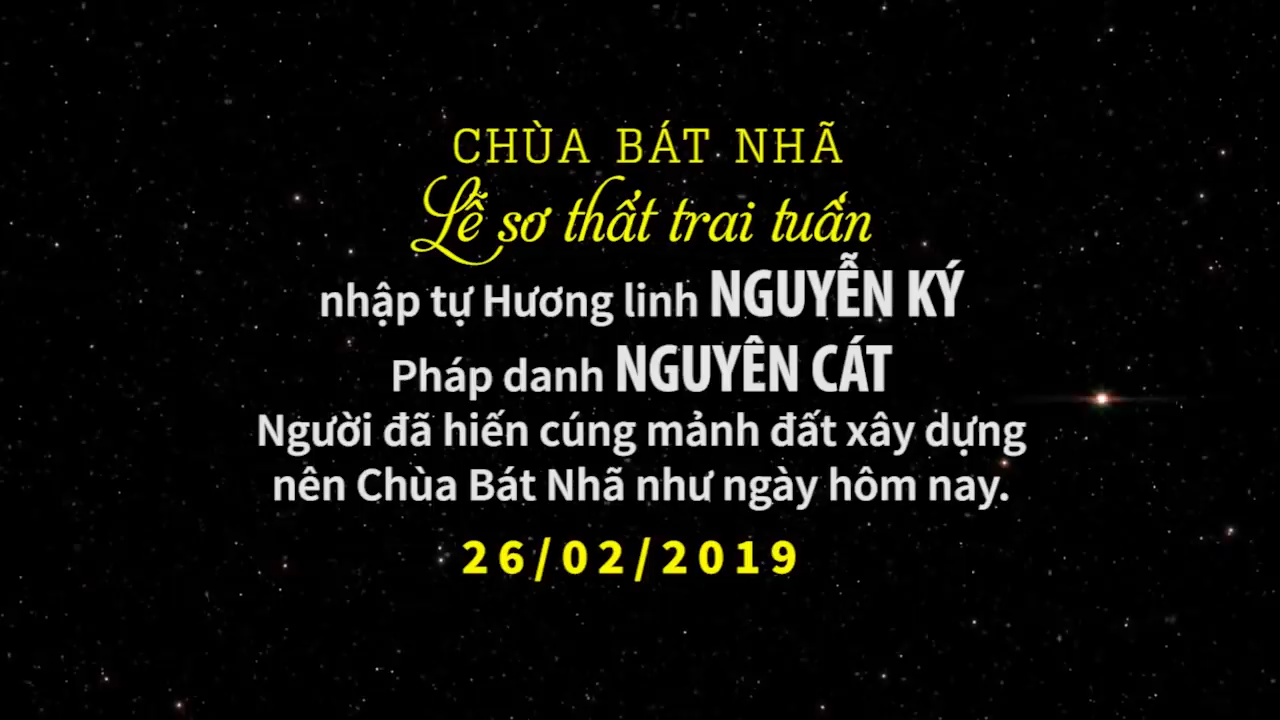 CHÙA BÁT NHÃ
Lễ sơ thất trai tuần
nhập tự Hương linh NGUYỄN KÝ
Pháp danh NGUYÊN CÁT
Người đã hiến cúng mảnh đất xây dựng
nên Chùa Bát Nhã như ngày hôm nay.
26/02/2019